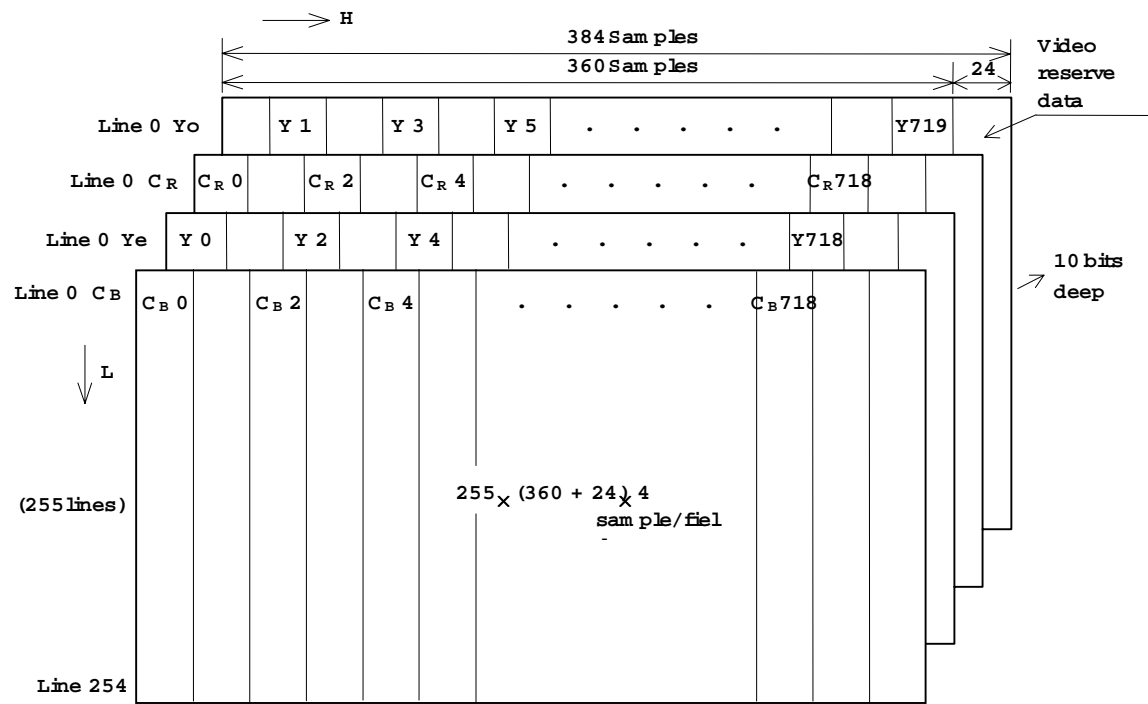 H
384 Samples
360 Samples
24
Video
reserve
data
Line 0 Yo Y 1 Y 3 Y 5 . . . . . Y719
Line 0 CR CR 0 CR 2 CR 4 . . . . . CR718
Line 0 Ye Y 0 Y 2 Y 4 . . . . . Y718
Line 0 CB CB 0 CB 2 CB 4 . . . . . CB718
10 bits
deep
L
(255 lines)
255 × (360 + 24) × 4
sample/fiel
-
Line 254